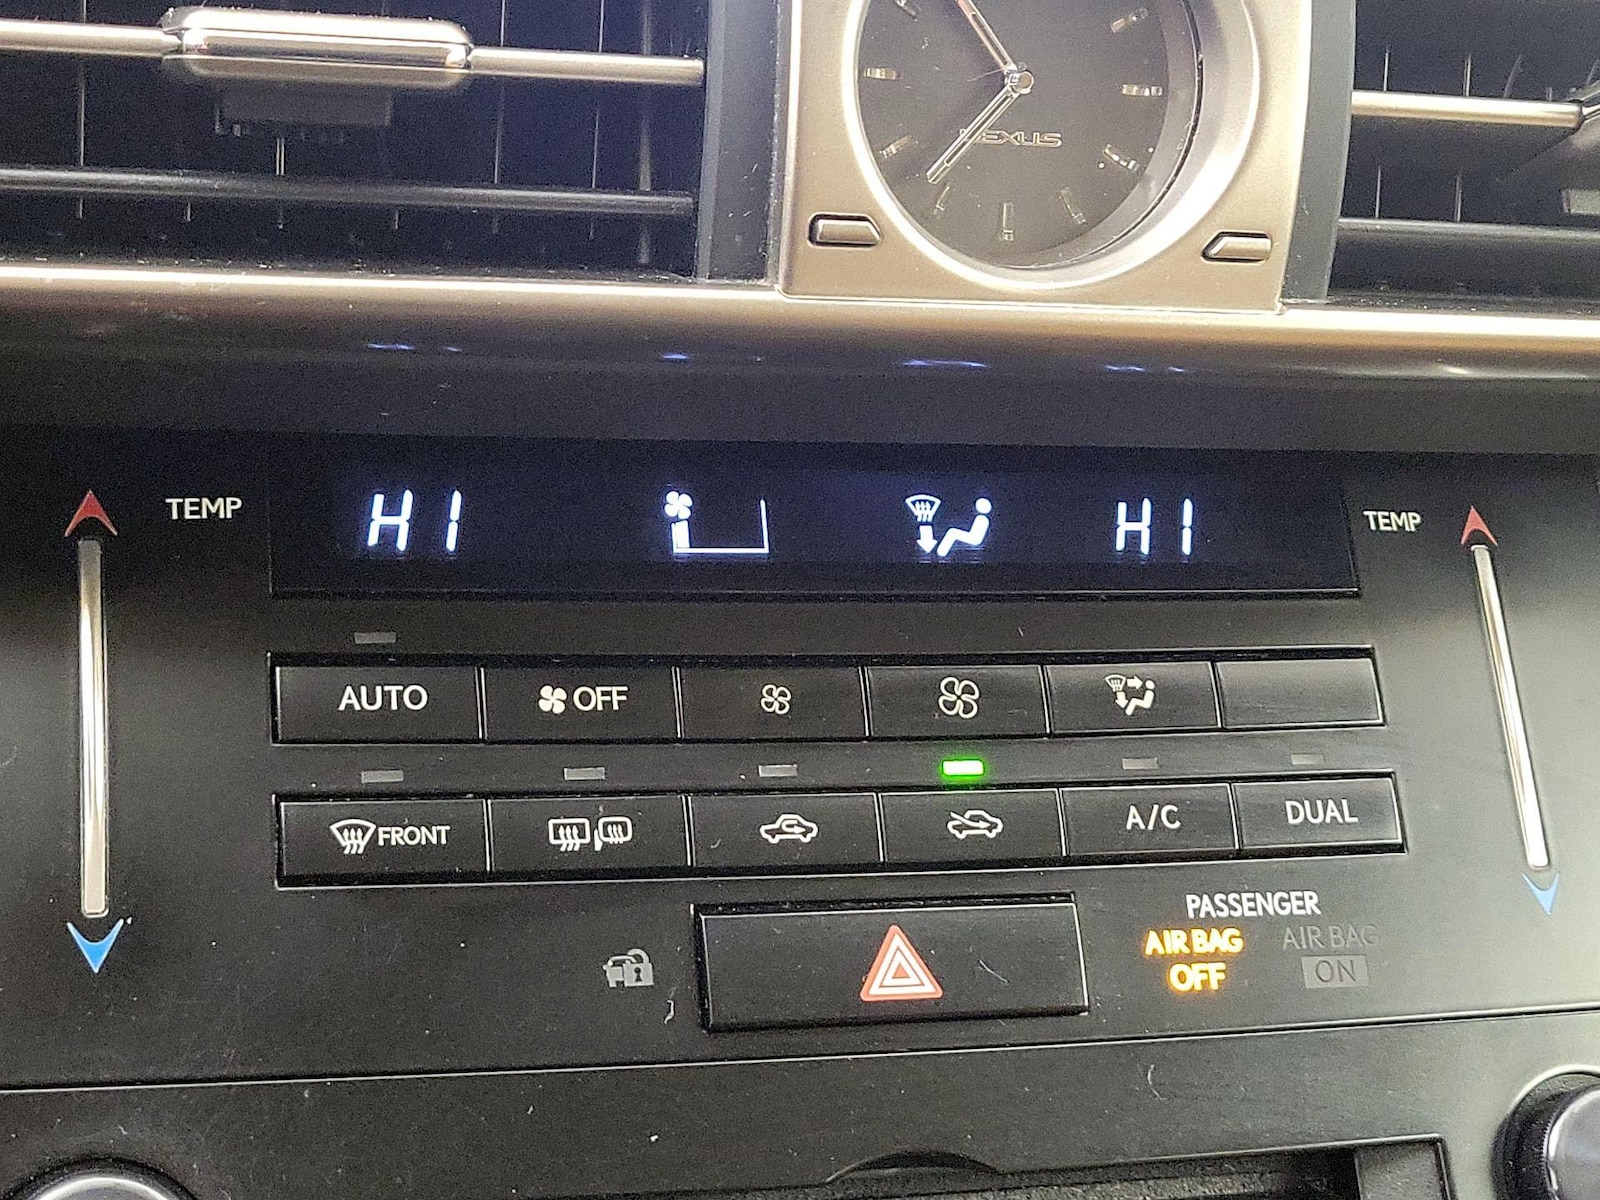 LEXUS
TEMP
HI
HI
TEMP
AUTO
OFF
FRONT
A/C
DUAL
PASSENGER
AIR BAG
OFF
AIR BAG
ON